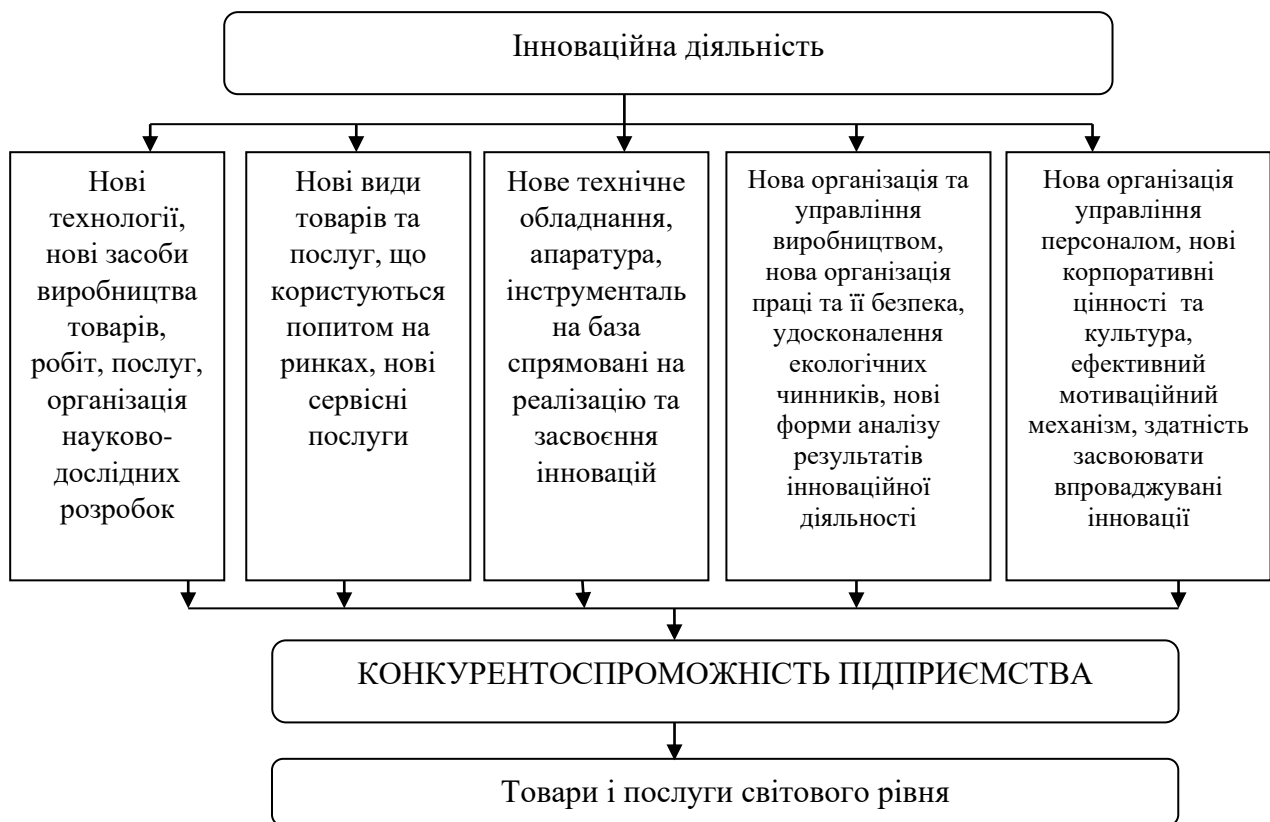 Інноваційна діяльність
Нові
технології,
нові засоби
виробництва
товарів,
робіт, послуг,
організація
науково-
дослідних
розробок
Нові види
товарів та
послуг, що
користуються
попитом на
ринках, нові
сервісні
послуги
Нове технічне
обладнання,
апаратура,
інструменталь
на база
спрямовані на
реалізацію та
засвоєння
інновацій
Нова організація та
управління
виробництвом,
нова організація
праці та її безпека,
удосконалення
екологічних
чинників, нові
форми аналізу
результатів
інноваційної
діяльності
Нова організація
управління
персоналом, нові
корпоративні
цінності та
культура,
ефективний
мотиваційний
механізм, здатність
засвоювати
впроваджувані
інновації
КОНКУРЕНТОСПРОМОЖНІСТЬ ПІДПРИЄМСТВА
Товари і послуги світового рівня